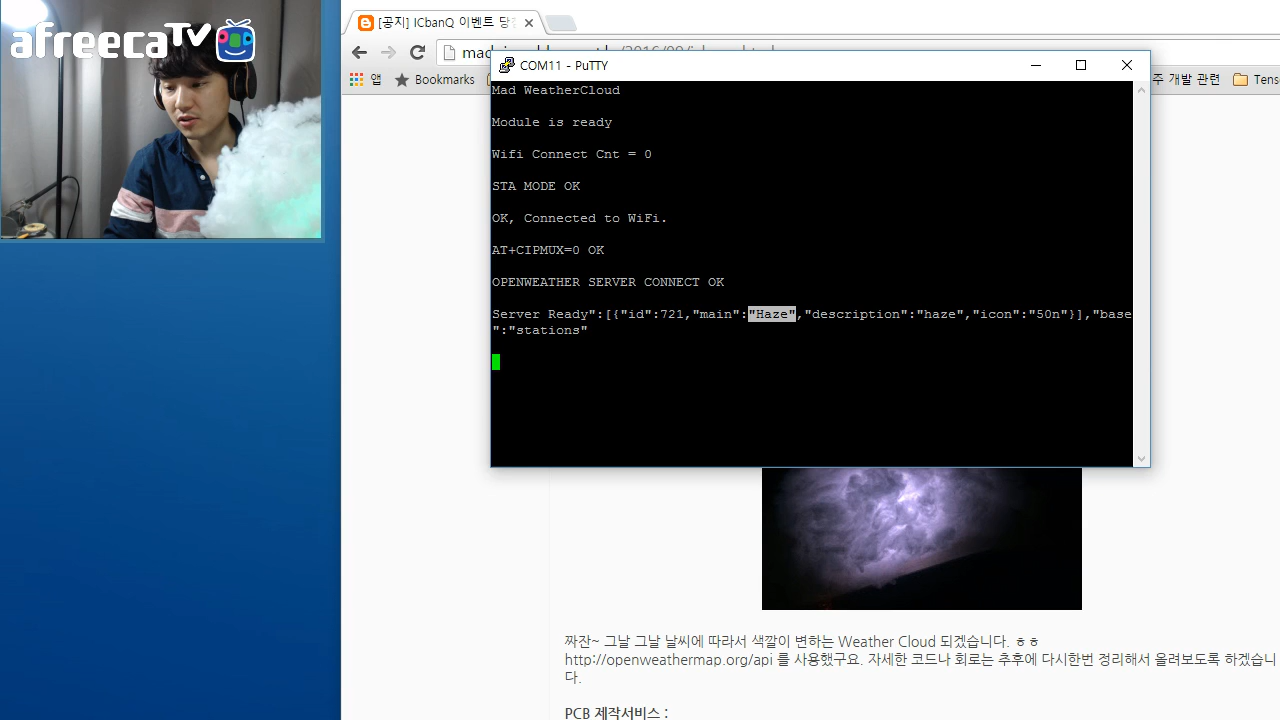 afreecaTV
[공지] ICbanQ 이벤트 당
COM11 - PuTTY
앱
Bookmarks
주 개발 관련
Tens
Mad WeatherCloud
Module is ready
Wifi Connect Cnt = 0
STA MODE OK
OK, Connected to WiFi.
AT+CIPMUX=0 OK
OPENWEATHER SERVER CONNECT OK
Server Ready":[{"id":721,"main":"Haze","description":"haze","icon":"50n"}],"base
":"stations"
짜잔~ 그날 그날 날씨에 따라서 색깔이 변하는 Weather Cloud 되겠습니다. ㅎㅎ
http://openweathermap.org/api 를 사용했구요. 자세한 코드나 회로는 추후에 다시한번 정리해서 올려보도록 하겠습니
다.
PCB 제작서비스 :